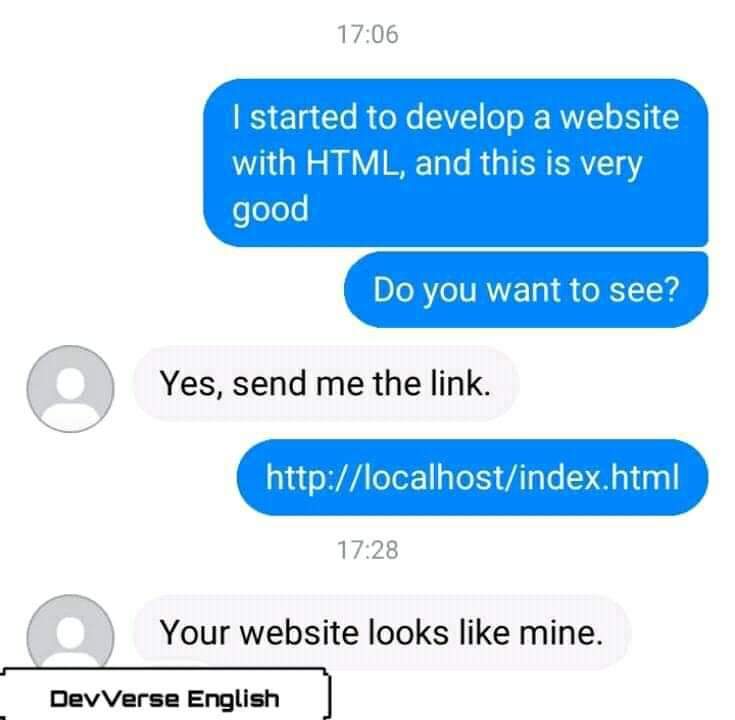 17:06
I started to develop a website
with HTML, and this is very
good
Do you want to see?
Yes, send me the link.
http://localhost/index.html
17:28
Your website looks like mine.
DevVerse English